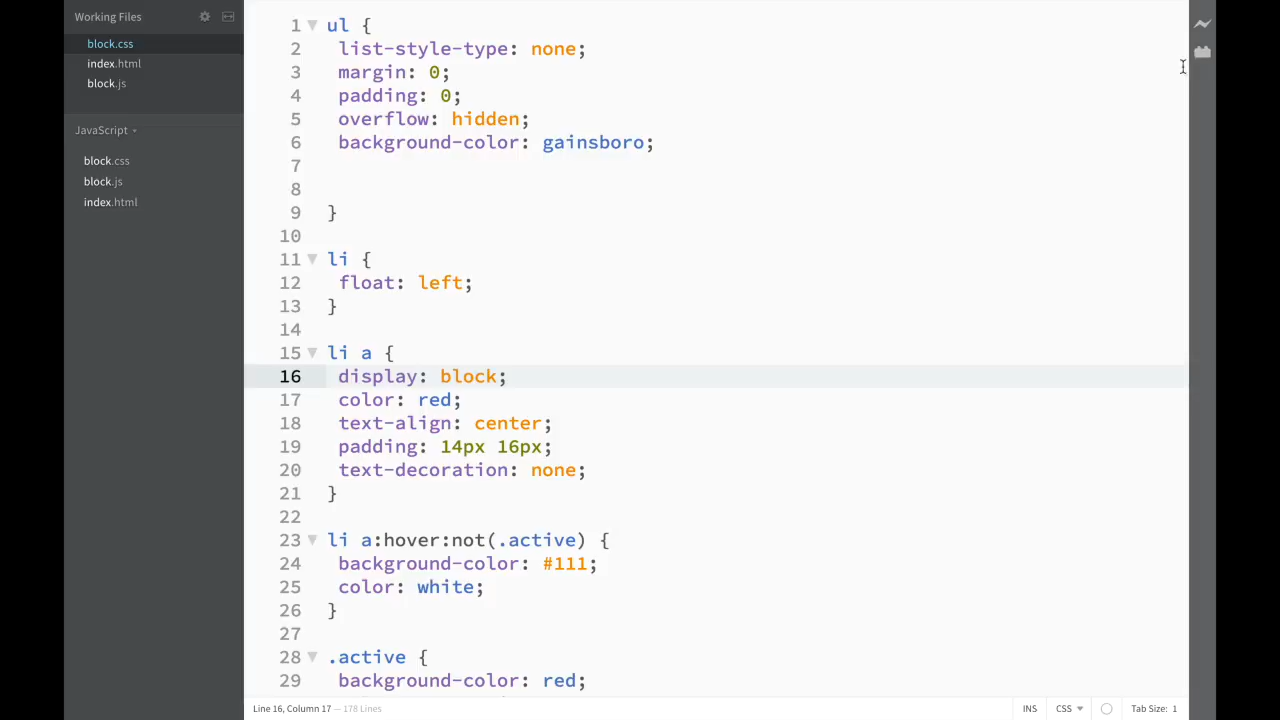 Working Files
block.css
index.html
block.js
JavaScript
block.css
block.js
index.html
1 ul {
2 list-style-type: none;
3 margin: 0;
4 padding: 0;
5 overflow: hidden;
6 background-color: gainsboro;
7
8
9 }
10
11 li {
12 float: left;
13 }
14
15 li a {
16 display: block;
17 color: red;
18 text-align: center;
19 padding: 14px 16px;
20 text-decoration: none;
21 }
22
23 li a:hover:not(.active) {
24 background-color: #111;
25 color: white;
26 }
27
28 .active {
29 background-color: red;
Line 16, Column 17 — 178 Lines
INS CSS Tab Size: 1